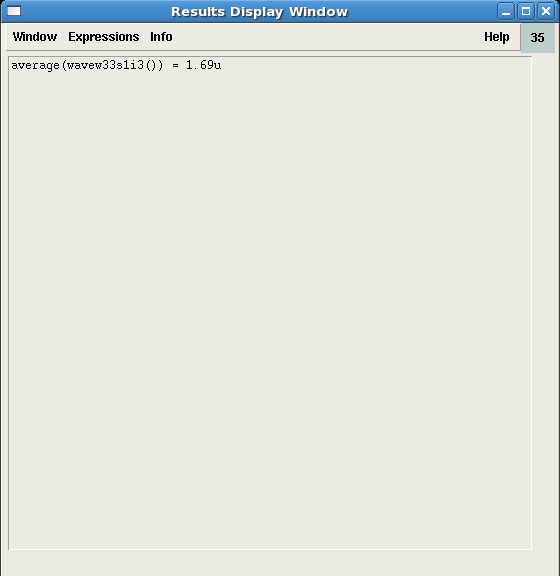 Results Display Window
Window Expressions Info Help 35
average(wavew33s1i3()) = 1.69u